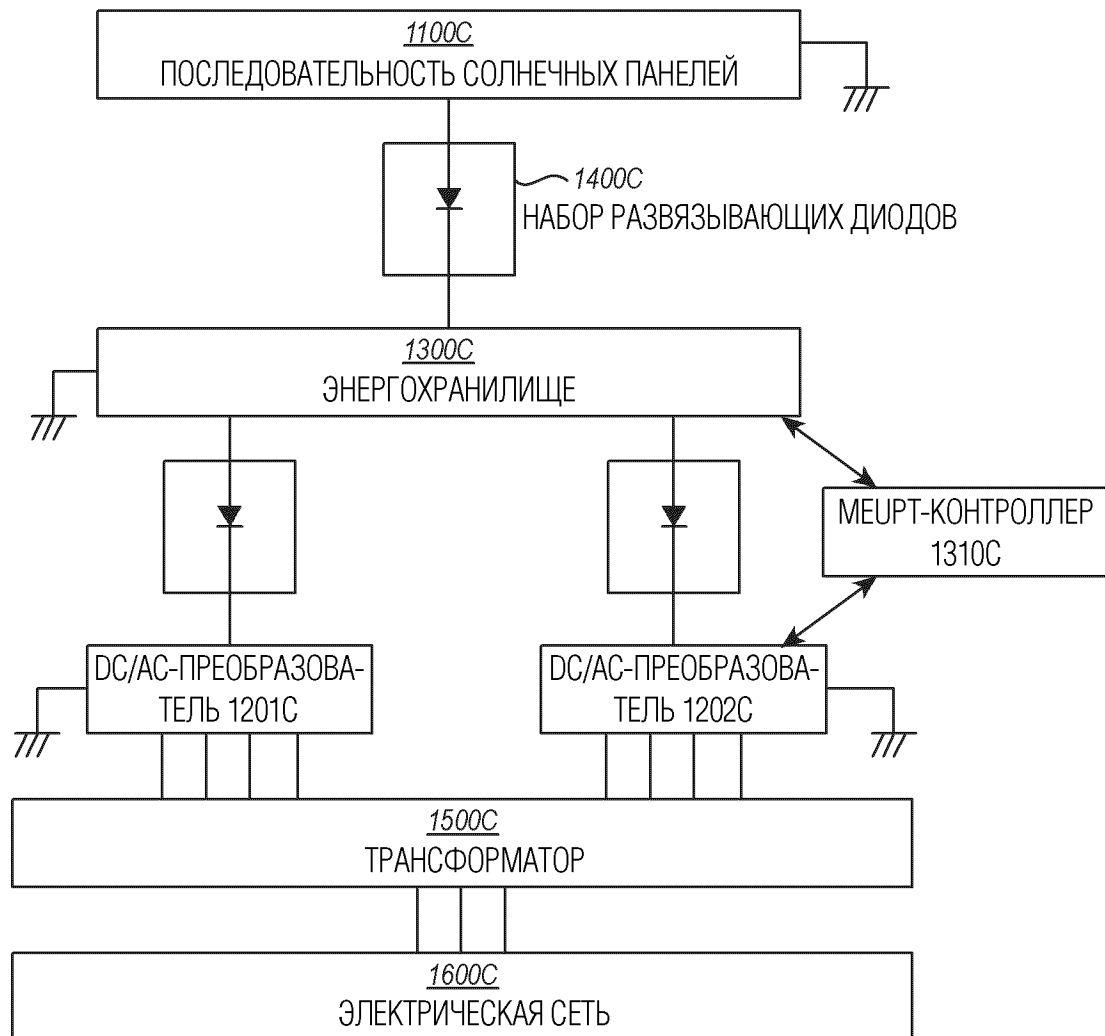 1100C
ПОСЛЕДОВАТЕЛЬНОСТЬ СОЛНЕЧНЫХ ПАНЕЛЕЙ
1400C
НАБОР РАЗВЯЗЫВАЮЩИХ ДИОДОВ
1300C
ЭНЕРГОХРАНИЛИЩЕ
MEUPT-КОНТРОЛЛЕР
1310C
DC/AC-ПРЕОБРАЗОВА-
ТЕЛЬ 1201C
DC/AC-ПРЕОБРАЗОВА-
ТЕЛЬ 1202C
1500C
ТРАНСФОРМАТОР
1600C
ЭЛЕКТРИЧЕСКАЯ СЕТЬ